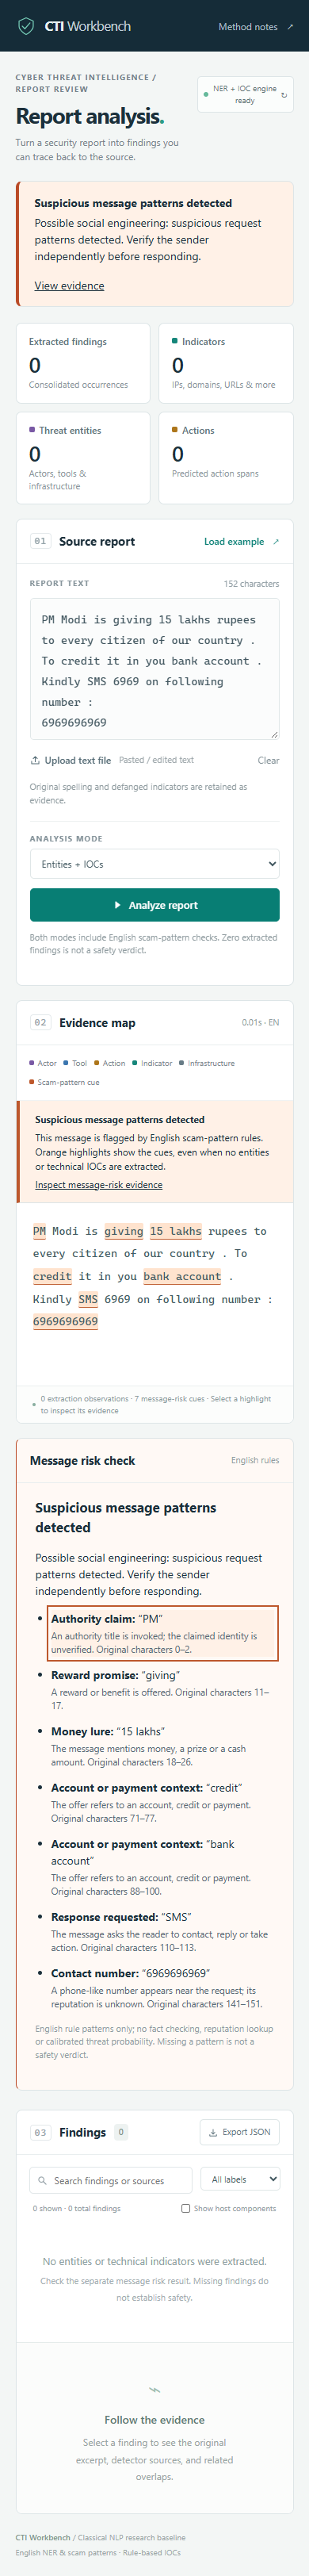 CTI Workbench
Method notes ↗
CYBER THREAT INTELLIGENCE /
REPORT REVIEW
NER + IOC engine
ready
↻
Report analysis.
Turn a security report into findings you
can trace back to the source.
Suspicious message patterns detected
Possible social engineering: suspicious request
patterns detected. Verify the sender
independently before responding.
View evidence
Extracted findings
0
Consolidated occurrences
Indicators
0
IPs, domains, URLs & more
Threat entities
0
Actors, tools &
infrastructure
Actions
0
Predicted action spans
01 Source report
Load example ↗
REPORT TEXT
152 characters
PM Modi is giving 15 lakhs rupees
to every citizen of our country .
To credit it in you bank account .
Kindly SMS 6969 on following
number :
6969696969
Upload text file
Pasted / edited text
Clear
Original spelling and defanged indicators are retained as
evidence.
ANALYSIS MODE
Entities + IOCs
Analyze report
Both modes include English scam-pattern checks. Zero extracted
findings is not a safety verdict.
02 Evidence map
0.01s · EN
Actor
Tool
Action
Indicator
Infrastructure
Scam-pattern cue
Suspicious message patterns detected
This message is flagged by English scam-pattern rules.
Orange highlights show the cues, even when no entities
or technical IOCs are extracted.
Inspect message-risk evidence
PM Modi is giving 15 lakhs rupees to
every citizen of our country . To
credit it in you bank account .
Kindly SMS 6969 on following number :
6969696969
0 extraction observations · 7 message-risk cues · Select a highlight
to inspect its evidence
Message risk check
English rules
Suspicious message patterns
detected
Possible social engineering: suspicious request
patterns detected. Verify the sender
independently before responding.
• Authority claim: “PM”
An authority title is invoked; the claimed identity is
unverified. Original characters 0–2.
• Reward promise: “giving”
A reward or benefit is offered. Original characters 11–
17.
• Money lure: “15 lakhs”
The message mentions money, a prize or a cash
amount. Original characters 18–26.
• Account or payment context: “credit”
The offer refers to an account, credit or payment.
Original characters 71–77.
• Account or payment context: “bank
account”
The offer refers to an account, credit or payment.
Original characters 88–100.
• Response requested: “SMS”
The message asks the reader to contact, reply or take
action. Original characters 110–113.
• Contact number: “6969696969”
A phone-like number appears near the request; its
reputation is unknown. Original characters 141–151.
English rule patterns only; no fact checking, reputation lookup
or calibrated threat probability. Missing a pattern is not a
safety verdict.
03 Findings 0
Export JSON
Search findings or sources
All labels
0 shown · 0 total findings
Show host components
No entities or technical indicators were extracted.
Check the separate message risk result. Missing findings do
not establish safety.
Follow the evidence
Select a finding to see the original
excerpt, detector sources, and related
overlaps.
CTI Workbench / Classical NLP research baseline
English NER & scam patterns · Rule-based IOCs